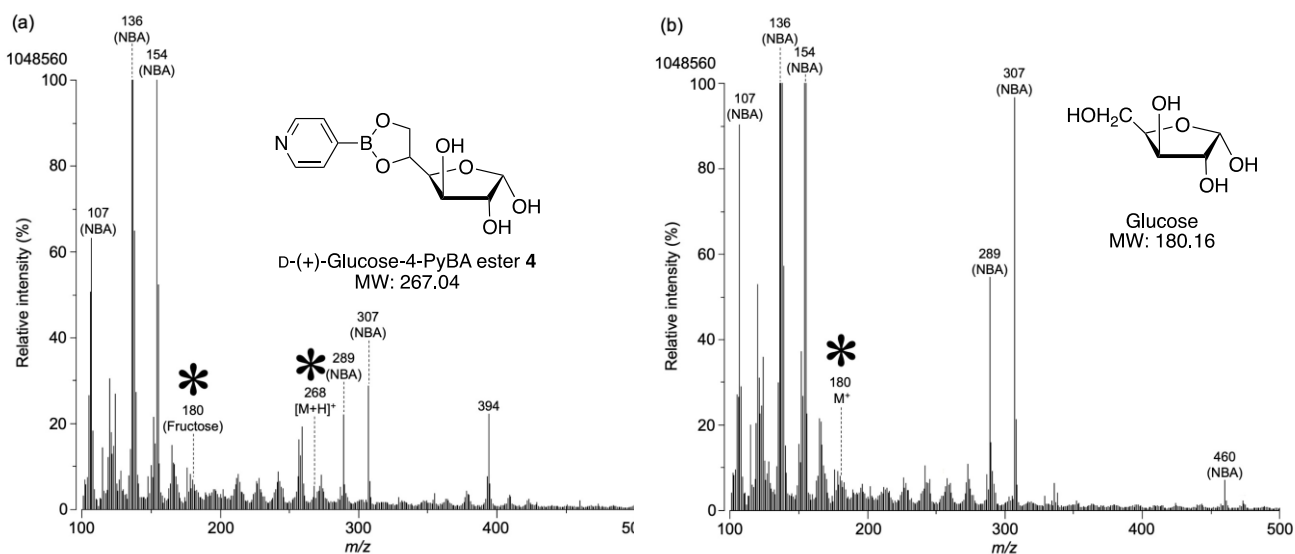 (a)
1048560
136
(NBA)
154
(NBA)
107
(NBA)
N
B
O
O
OH
O
OH
OH
D-(+)-Glucose-4-PyBA ester 4
MW: 267.04
180
(Fructose)
268
[M+H]+
289
(NBA)
307
(NBA)
394
Relative intensity (%)
100
80
60
40
20
0
100
200
300
400
500
m/z
(b)
1048560
136
(NBA)
154
(NBA)
107
(NBA)
307
(NBA)
289
(NBA)
HOH2C
OH
O
OH
OH
Glucose
MW: 180.16
180
M+
460
(NBA)
Relative intensity (%)
100
80
60
40
20
0
100
200
300
400
500
m/z